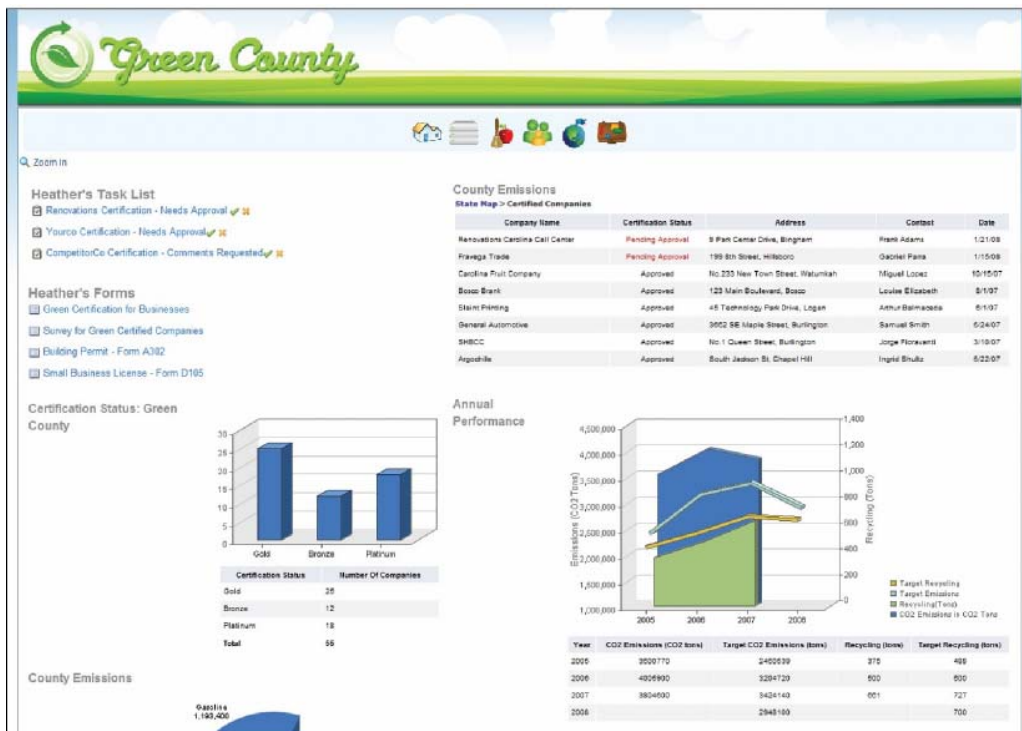 Green County
Zoom In
Heather's Task List
Renovations Certification - Needs Approval
Yourco Certification - Needs Approval
CompetitorCo Certification - Comments Requested
Heather's Forms
Green Certification for Businesses
Survey for Green Certified Companies
Building Permit - Form A302
Small Business License - Form D105
County Emissions
State Map > Certified Companies
Company Name Certification Status Address Contact Date
Renovations Carolina Call Center Pending Approval 9 Park Center Drive, Bingham Frank Adams 1/21/08
Fravega Trade Pending Approval 199 8th Street, Hillsboro Gabriel Parra 1/15/08
Carolina Fruit Company Approved No.233 New Town Street, Watumkah Miguel Lopez 10/15/07
Bosco Brank Approved 123 Main Boulevard, Bosco Louise Elizabeth 8/1/07
Printing Approved 45 Technology Park Drive, Logan Arthur Balmaceda 6/1/07
General Automotive Approved 3662 SE Maple Street, Burlington Samuel Smith 5/24/07
SHBCC Approved No.1 Queen Street, Burlington Jorge Fioravanti 3/18/07
Argochille Approved South Jackson St, Chapel Hill Ingrid Shultz 5/22/07
Certification Status: Green
County
30
25
20
15
10
5
0
Gold Bronze Platinum
Certification Status Number Of Companies
Gold 25
Bronze 12
Platinum 18
Total 55
Annual
Performance
4,500,000 1,400
4,000,000 1,200
3,500,000 1,000
3,000,000 800
2,500,000 600
2,000,000 400
1,500,000 200
1,000,000 0
Emissions (CO2 Tons)
Recycling (Tons)
2005 2006 2007 2008
Target Recycling
Target Emissions
Recycling(Tons)
CO2 Emissions in CO2 Tons
Year CO2 Emissions (CO2 tons) Target CO2 Emissions (tons) Recycling (tons) Target Recycling (tons)
2005 375
2006 3284720 500 600
2007 3424140 661 727
2008 2945100 700
County Emissions
Gasoline
1,193,400